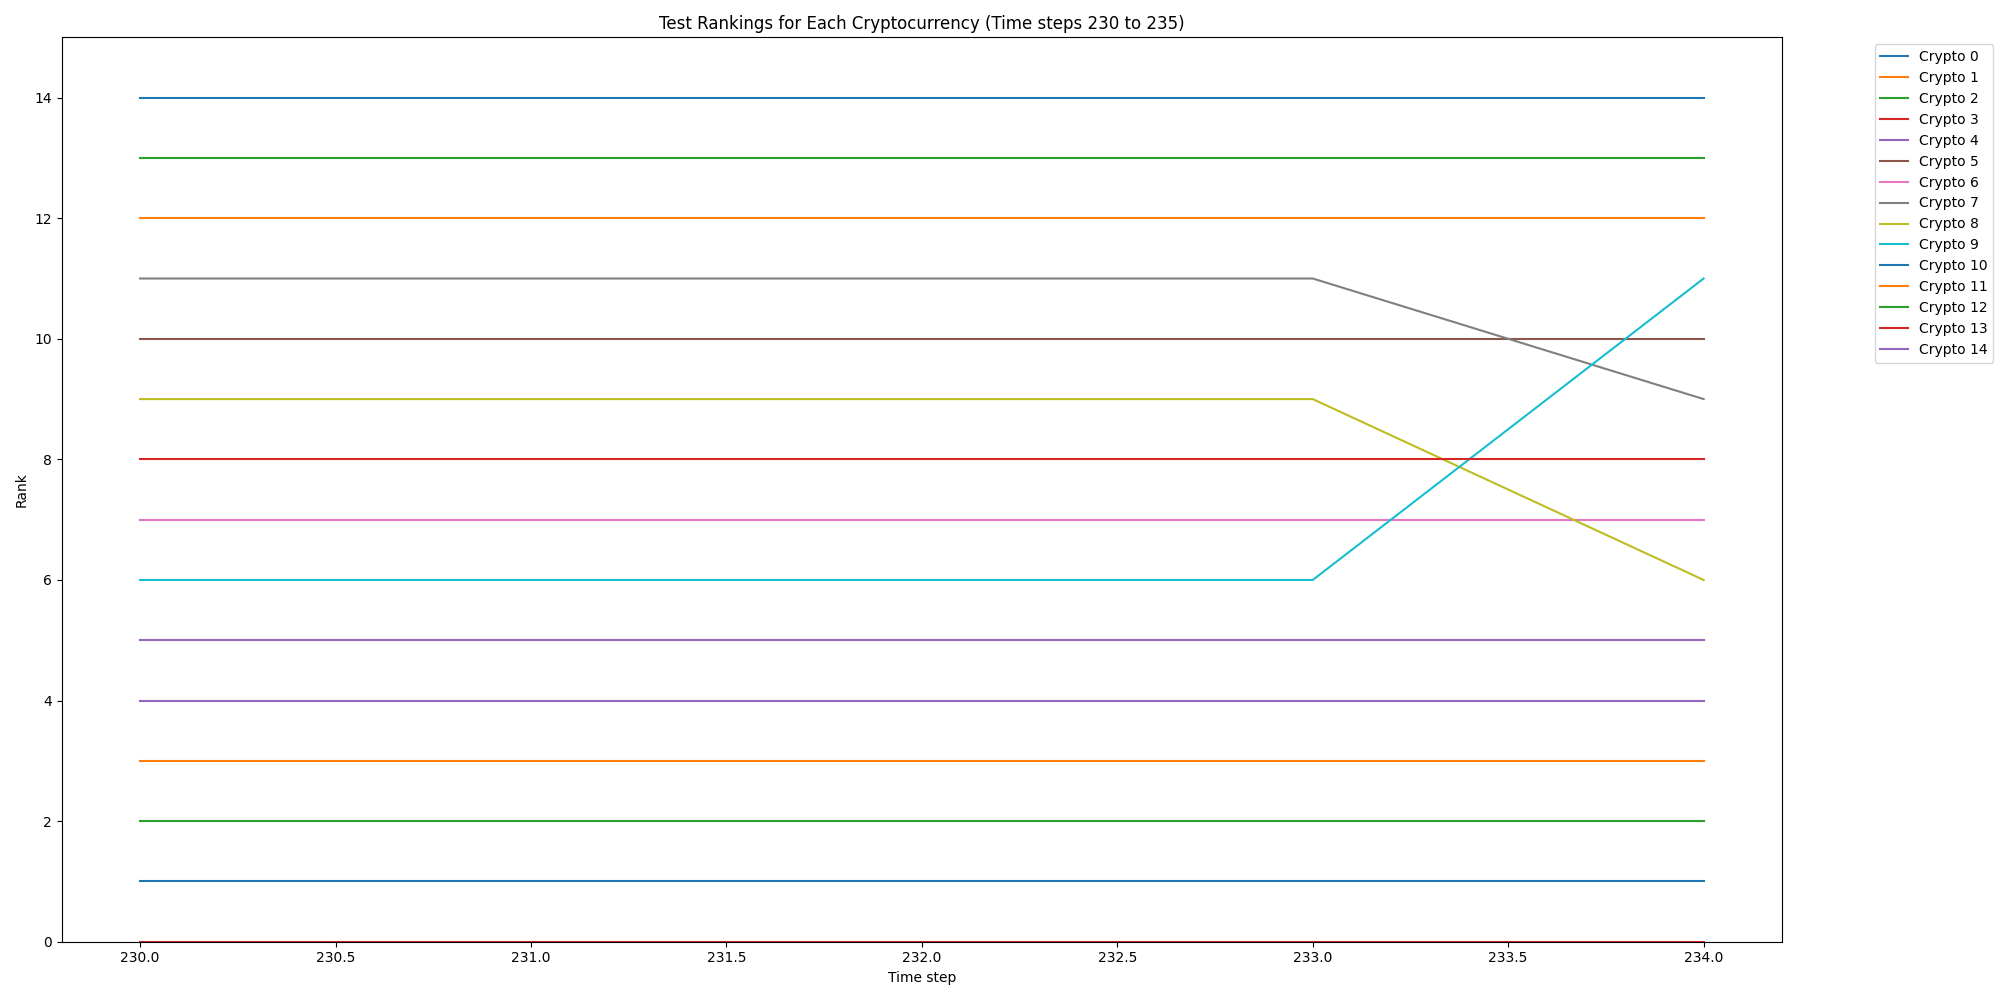 Test Rankings for Each Cryptocurrency (Time steps 230 to 235)
Crypto 0
Crypto 1
Crypto 2
Crypto 3
Crypto 4
Crypto 5
Crypto 6
Crypto 7
Crypto 8
Crypto 9
Crypto 10
Crypto 11
Crypto 12
Crypto 13
Crypto 14
Rank
14
12
10
8
6
4
2
0
230.0 230.5 231.0 231.5 232.0 232.5 233.0 233.5 234.0
Time step